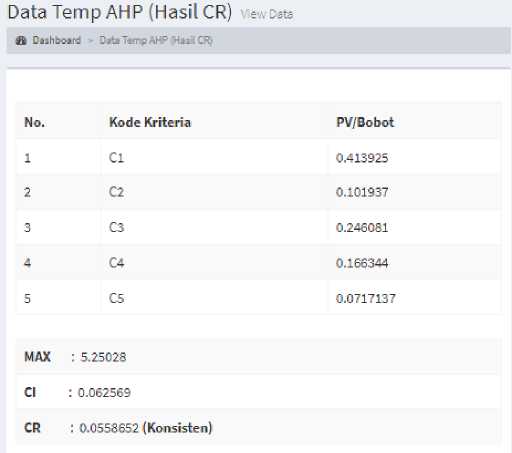 Data Temp AHP (Hasil CR) View Data
Dashboard > Data Temp AHP (Hasil CR)
No. Kode Kriteria PV/Bobot
1 C1 0.413925
2 C2 0.101937
3 C3 0.246081
4 C4 0.166344
5 C5 0.0717137
MAX : 5.25028
CI : 0.062569
CR : 0.0558652 (Konsisten)